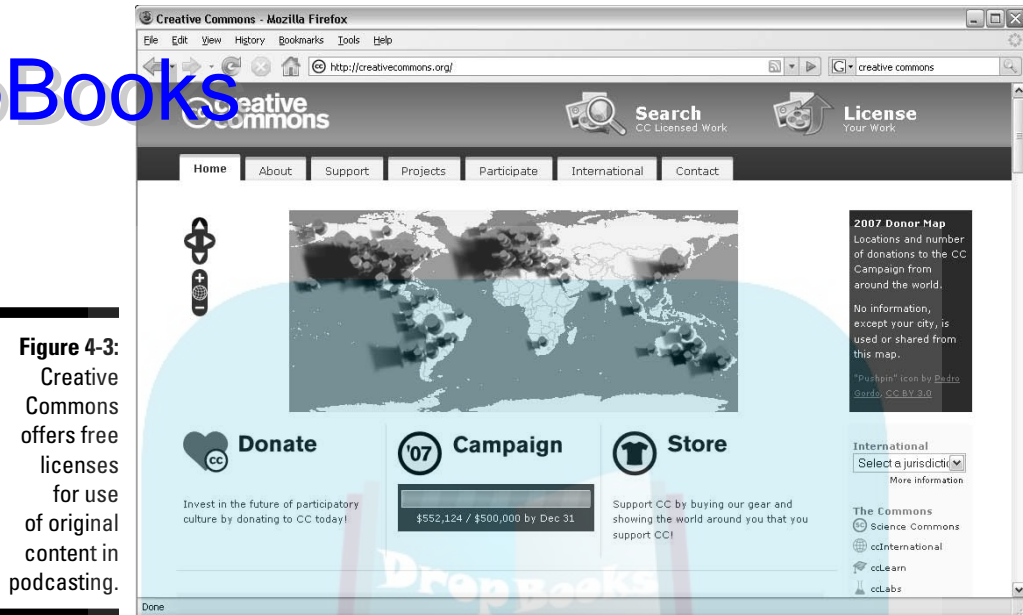 Creative Commons - Mozilla Firefox
File Edit View History Bookmarks Tools Help
http://creativecommons.org/
G creative commons
pBooks
creative commons
Search
CC Licensed Work
License
Your Work
Home About Support Projects Participate International Contact
2007 Donor Map
Locations and number
of donations to the CC
Campaign from
around the world.
No information,
except your city, is
used or shared from
this map.
"Pushpin" icon by Pedro
Gordo, CC BY 3.0
Figure 4-3:
Creative
Commons
offers free
licenses
for use
of original
content in
podcasting.
cc
Donate
Invest in the future of participatory
culture by donating to CC today!
'07
Campaign
$552,124 / $500,000 by Dec 31
Store
Support CC by buying our gear and
showing the world around you that you
support CC!
International
Select a jurisdictic
More information
The Commons
Science Commons
ccInternational
ccLearn
ccLabs
DropBooks
Done